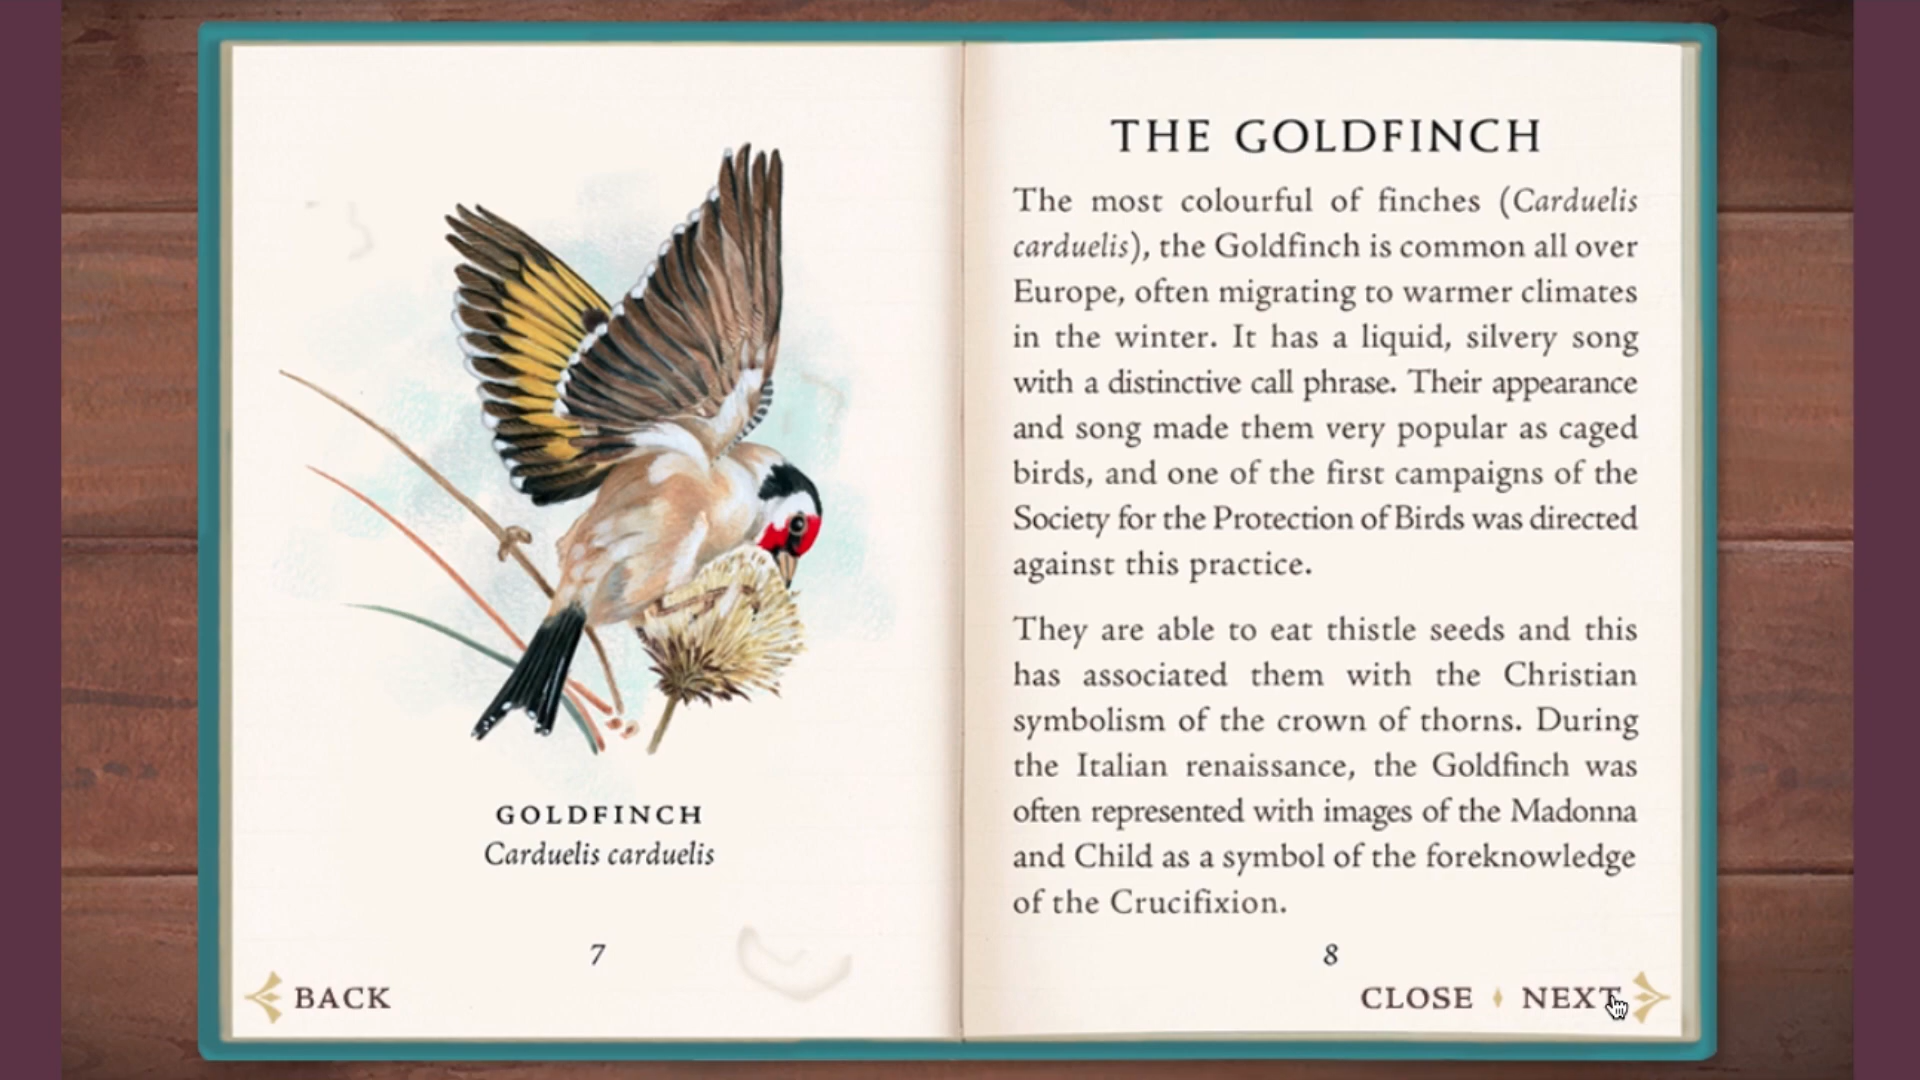 GOLDFINCH
Carduelis carduelis
7
BACK
THE GOLDFINCH
The most colourful of finches (Carduelis
carduelis), the Goldfinch is common all over
Europe, often migrating to warmer climates
in the winter. It has a liquid, silvery song
with a distinctive call phrase. Their appearance
and song made them very popular as caged
birds, and one of the first campaigns of the
Society for the Protection of Birds was directed
against this practice.
They are able to eat thistle seeds and this
has associated them with the Christian
symbolism of the crown of thorns. During
the Italian renaissance, the Goldfinch was
often represented with images of the Madonna
and Child as a symbol of the foreknowledge
of the Crucifixion.
8
CLOSE NEXT